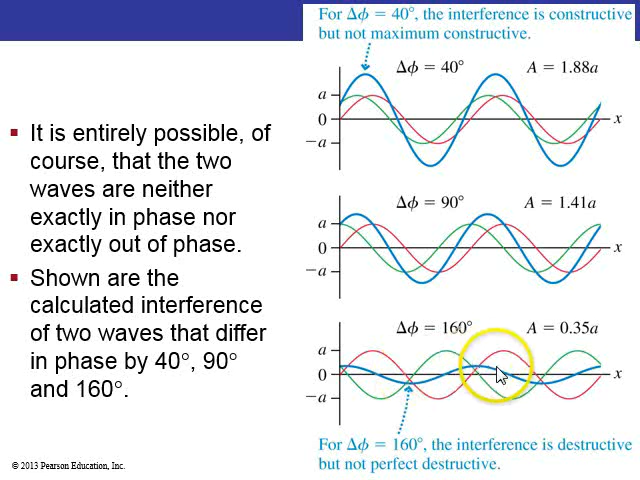 For Δϕ = 40°, the interference is constructive
but not maximum constructive.
Δϕ = 40° A = 1.88a
a
0
x
−a
▪ It is entirely possible, of
course, that the two
waves are neither
exactly in phase nor
exactly out of phase.
▪ Shown are the
calculated interference
of two waves that differ
in phase by 40°, 90°
and 160°.
Δϕ = 90° A = 1.41a
a
0
x
−a
Δϕ = 160° A = 0.35a
a
0
x
−a
For Δϕ = 160°, the interference is destructive
but not perfect destructive.
© 2013 Pearson Education, Inc.